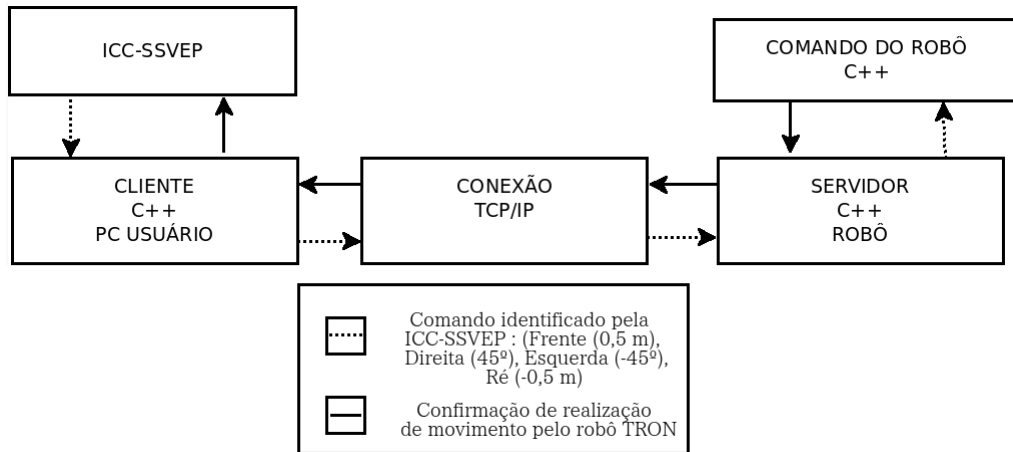 ICC-SSVEP
COMANDO DO ROBÔ
C++
CLIENTE
C++
PC USUÁRIO
CONEXÃO
TCP/IP
SERVIDOR
C++
ROBÔ
Comando identificado pela
ICC-SSVEP : (Frente (0,5 m),
Direita (45º), Esquerda (-45º),
Ré (-0,5 m)
Confirmação de realização
de movimento pelo robô TRON